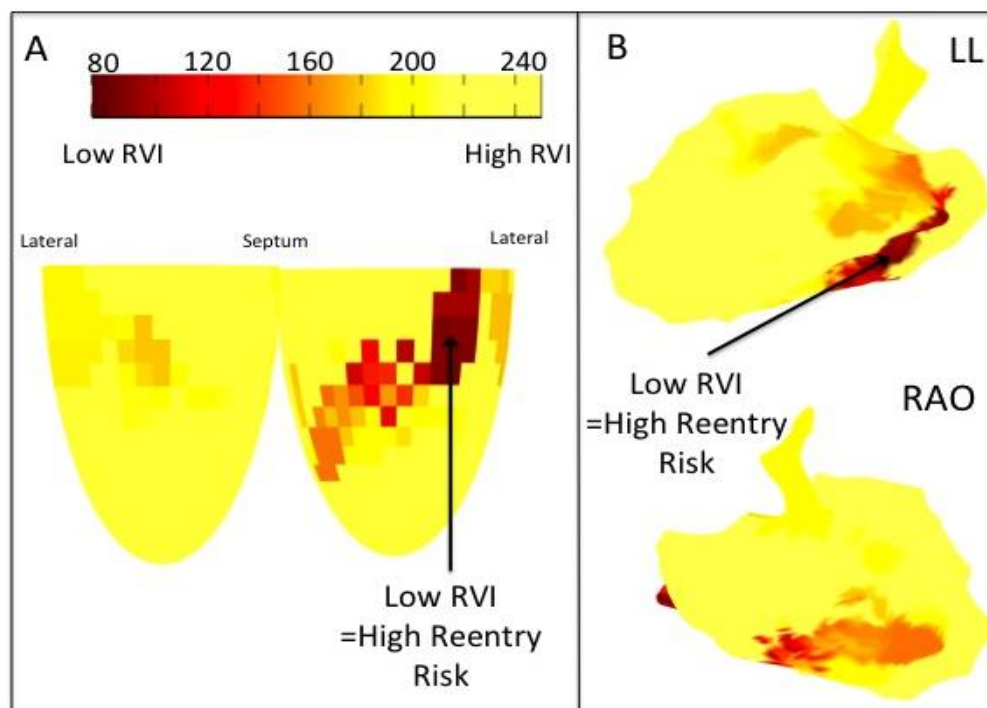 A
80 120 160 200 240
Low RVI High RVI
Lateral Septum Lateral
Low RVI
=High Reentry
Risk
B
LL
Low RVI
=High Reentry
Risk
RAO